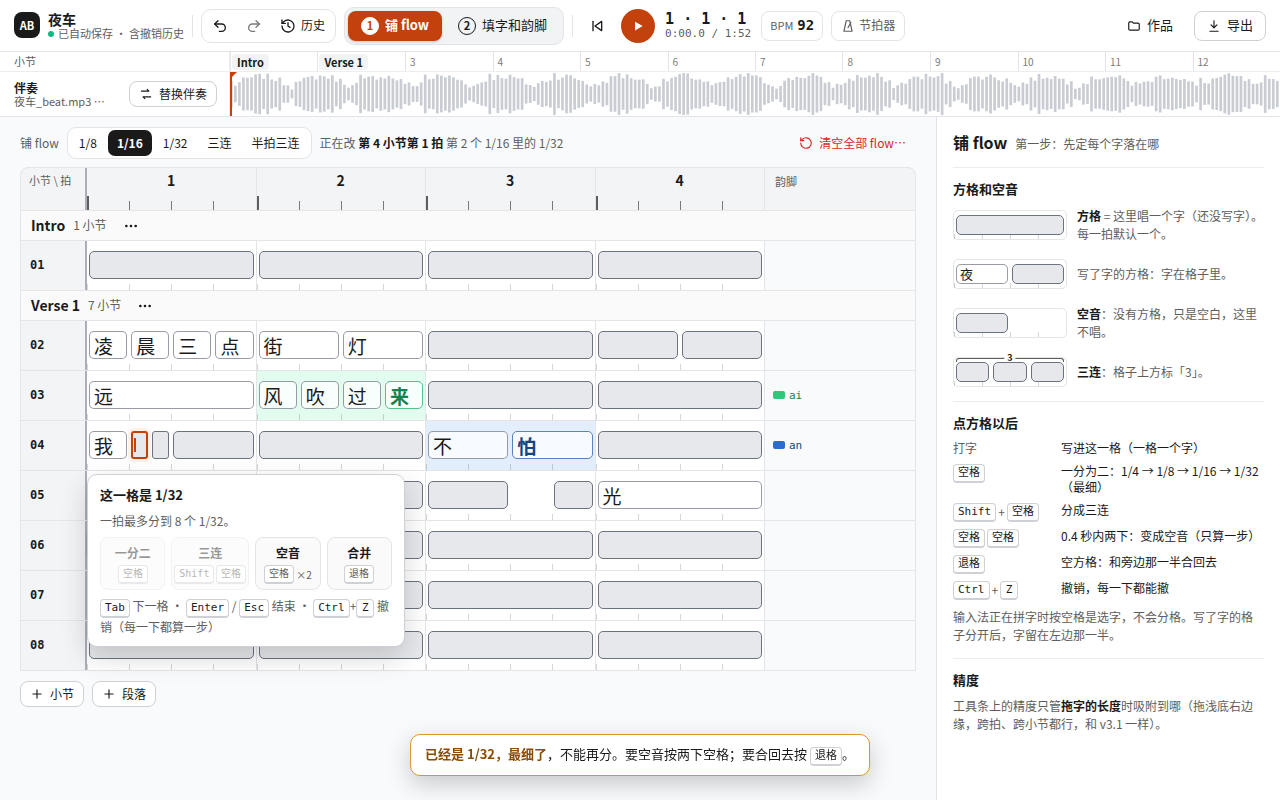 AB
夜车
已自动保存 · 含撤销历史
历史
1 铺 flow
2 填字和韵脚
1 · 1 · 1
0:00.0 / 1:52
BPM 92
节拍器
作品
导出
小节
Intro
Verse 1
3
4
5
6
7
8
9
10
11
12
伴奏
夜车_beat.mp3 ···
替换伴奏
铺 flow
1/8
1/16
1/32
三连
半拍三连
正在改 第 4 小节第 1 拍 第 2 个 1/16 里的 1/32
清空全部 flow···
小节 \ 拍
1
2
3
4
韵脚
Intro 1 小节 ···
01
Verse 1 7 小节 ···
02 凌 晨 三 点 街 灯
03 远 风 吹 过 来 ai
04 我 不 怕 an
05 光
06
07
08
这一格是 1/32
一拍最多分到 8 个 1/32。
一分二 三连 空音 合并
空格 Shift 空格 空格 ×2 退格
Tab 下一格 · Enter / Esc 结束 · Ctrl+Z 撤
销（每一下都算一步）
小节
段落
已经是 1/32，最细了，不能再分。要空音按两下空格；要合回去按 退格。
铺 flow 第一步：先定每个字落在哪
方格和空音
方格 = 这里唱一个字（还没写字）。
每一拍默认一个。
夜
写了字的方格：字在格子里。
空音：没有方格，只是空白，这里
不唱。
3
三连：格子上方标「3」。
点方格以后
打字 写进这一格（一格一个字）
空格 一分为二：1/4 → 1/8 → 1/16 → 1/32
（最细）
Shift + 空格 分成三连
空格 空格 0.4 秒内两下：变成空音（只算一步）
退格 空方格：和旁边那一半合回去
Ctrl + Z 撤销，每一下都能撤
输入法正在拼字时按空格是选字，不会分格。写了字的格
子分开后，字留在左边那一半。
精度
工具条上的精度只管拖字的长度时吸附到哪（拖浅底右边
缘，跨拍、跨小节都行，和 v3.1 一样）。